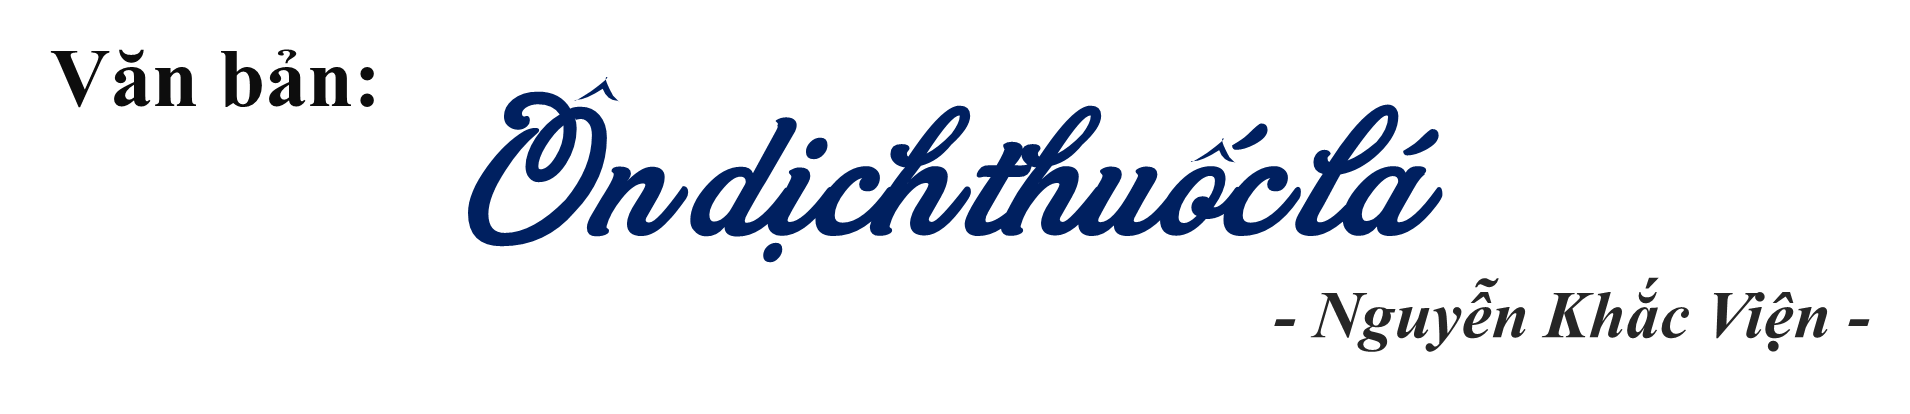 Văn bản:
Ôn dịch thuốc lá
- Nguyễn Khắc Viện -